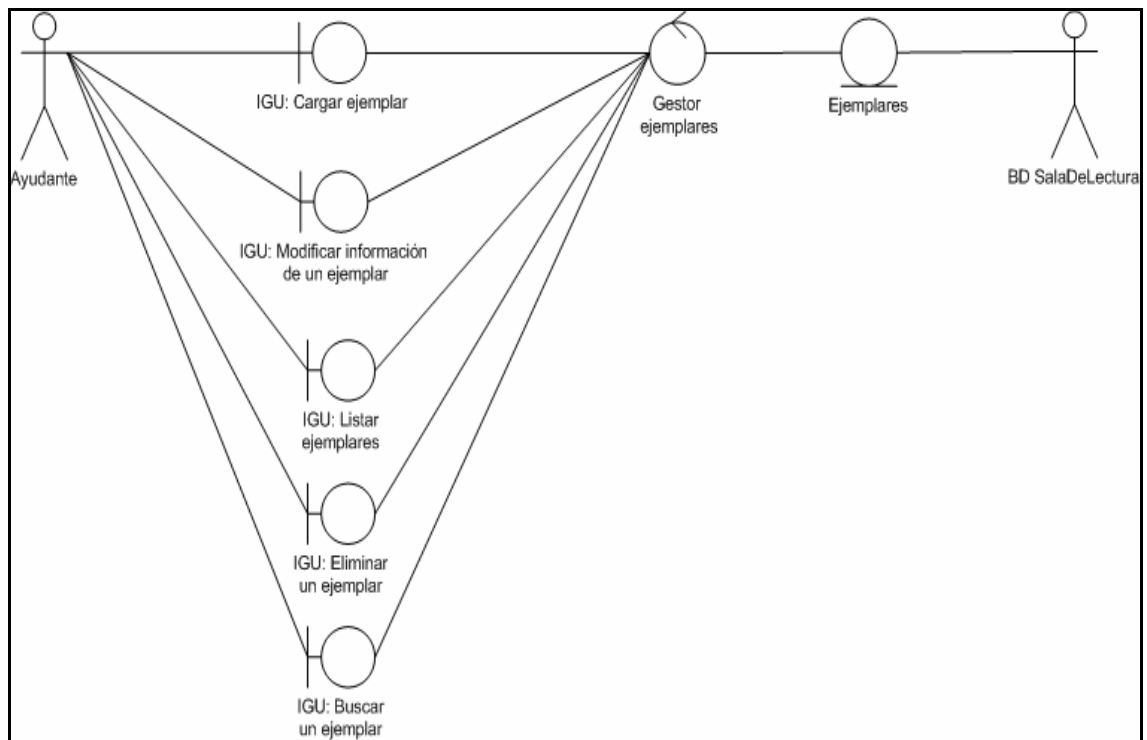 IGU: Cargar ejemplar
Gestor
ejemplares
Ejemplares
Ayudante
BD SalaDeLectura
IGU: Modificar información
de un ejemplar
IGU: Listar
ejemplares
IGU: Eliminar
un ejemplar
IGU: Buscar
un ejemplar